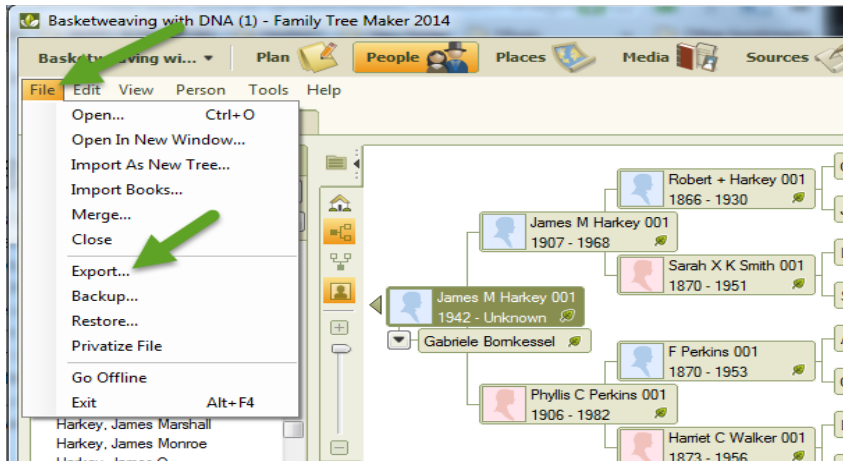 Basketweaving with DNA (1) - Family Tree Maker 2014
Basketweaving wi... Plan People Places Media Sources
File Edit View Person Tools Help
Open... Ctrl+O
Open In New Window...
Import As New Tree...
Import Books...
Merge...
Close
Export...
Backup...
Restore...
Privatize File
Go Offline
Exit Alt+F4
Harkey, James Marshall
Harkey, James Monroe
Robert + Harkey 001
1866 - 1930
James M Harkey 001
1907 - 1968
Sarah X K Smith 001
1870 - 1951
James M Harkey 001
1942 - Unknown
Gabriele Bornkessel
F Perkins 001
1870 - 1953
Phyllis C Perkins 001
1906 - 1982
Harriet C Walker 001
1873 - 1956